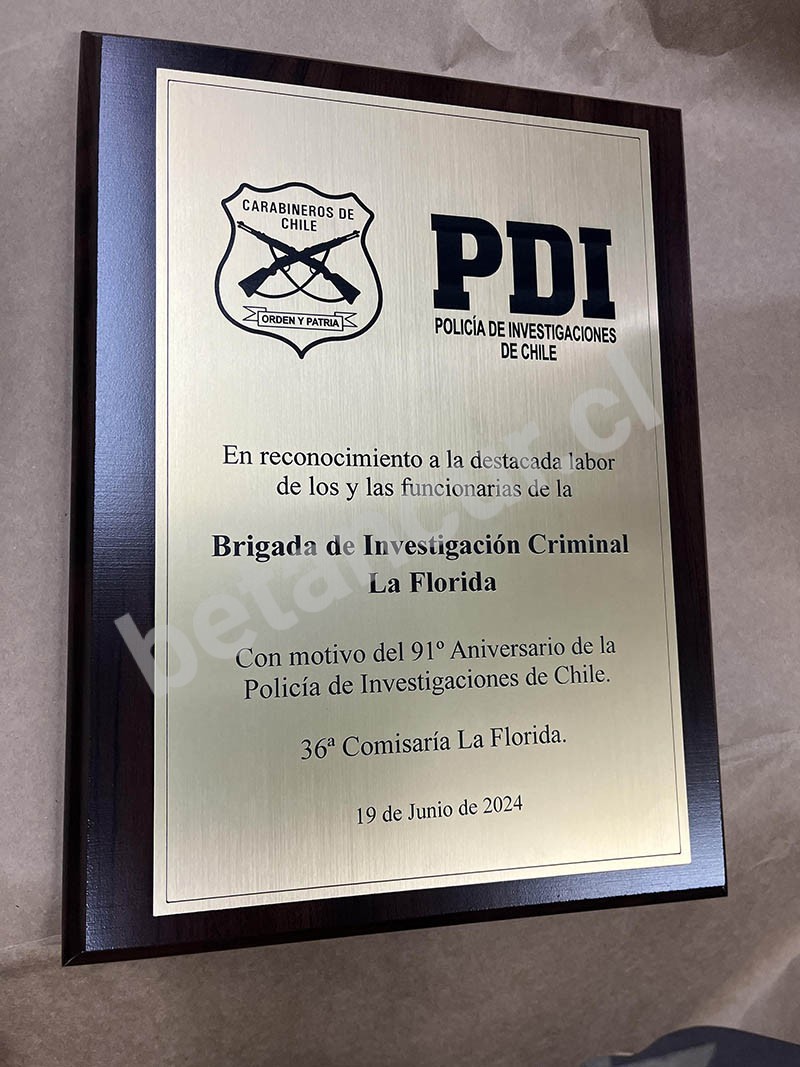 CARABINEROS DE
CHILE
ORDEN Y PATRIA
PDI
POLICÍA DE INVESTIGACIONES
DE CHILE
En reconocimiento a la destacada labor
de los y las funcionarias de la
Brigada de Investigación Criminal
La Florida
Con motivo del 91º Aniversario de la
Policía de Investigaciones de Chile.
36ª Comisaría La Florida.
19 de Junio de 2024
betancur.cl